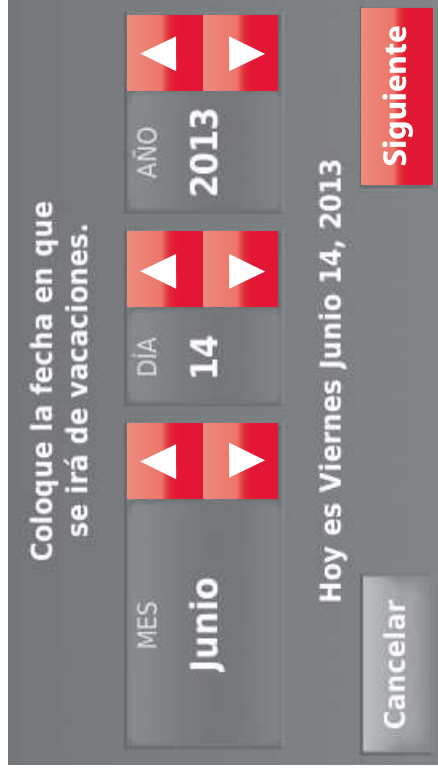 Coloque la fecha en que
se irá de vacaciones.
MES
Junio
DÍA
14
AÑO
2013
Hoy es Viernes Junio 14, 2013
Cancelar
Siguiente